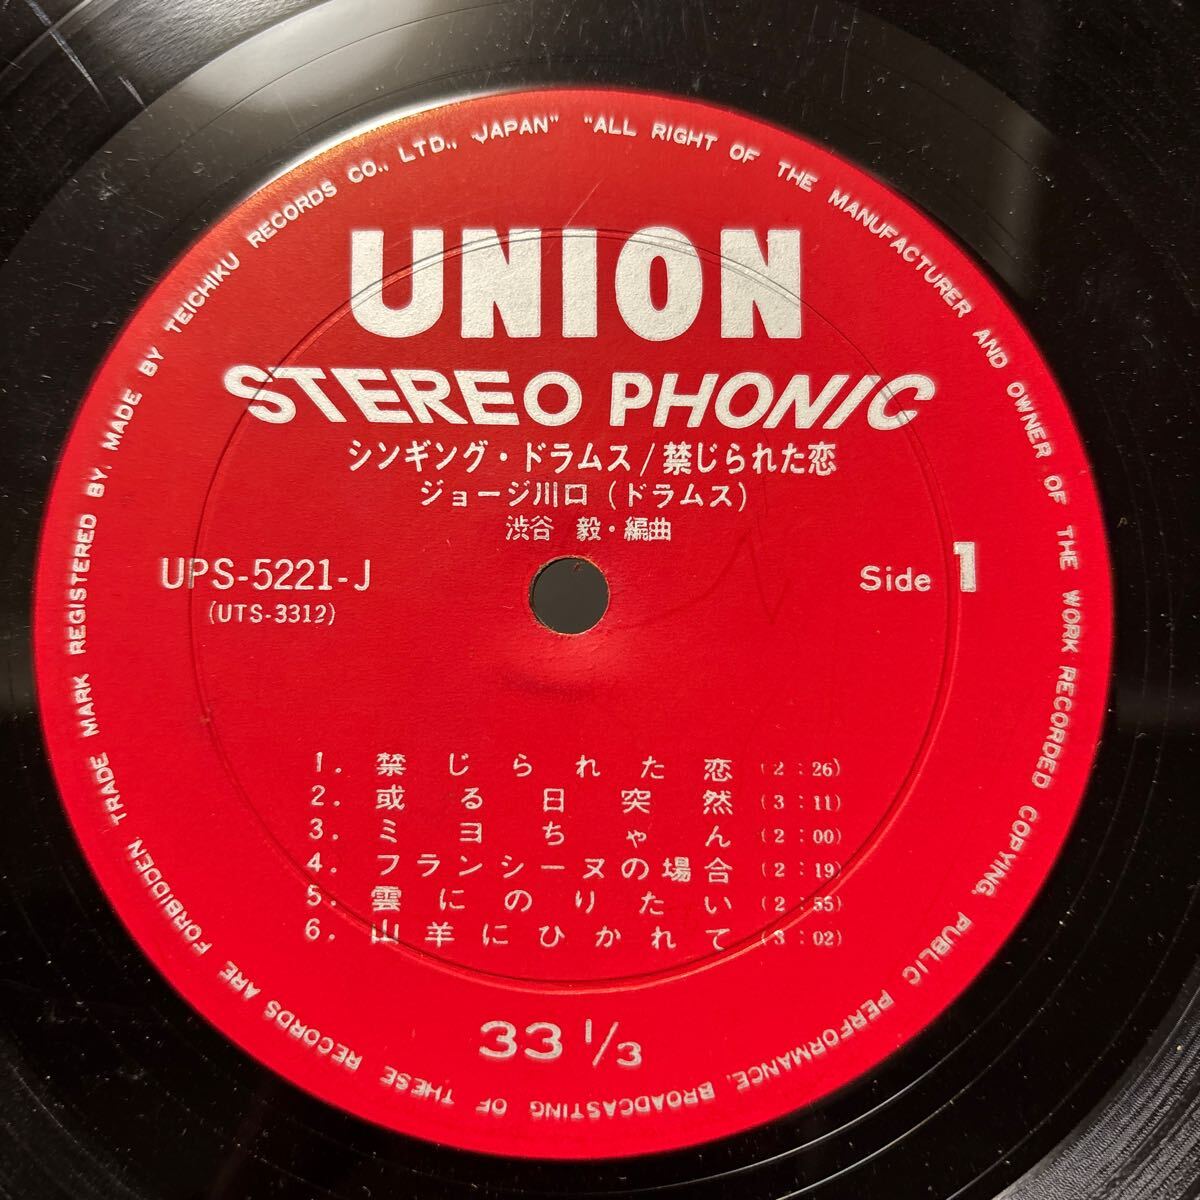 UNION
STEREO PHONIC
シンギング・ドラムス/禁じられた恋
ジョージ川口(ドラムス)
渋谷 毅・編曲
UPS-5221-J
(UTS-3312)
Side 1
1. 禁じられた恋 (2:26)
2. 或る日突然 (3:11)
3. ミヨちゃん (2:00)
4. フランシーヌの場合 (2:19)
5. 雲にのりたい (2:55)
6. 山羊にひかれて (3:02)
33 1/3
TRADE MARK REGISTERED BY, MADE BY TEICHIKU RECORDS CO., LTD., "JAPAN" "ALL RIGHT OF THE MANUFACTURER AND OWNER OF THE WORK RECORDED COPYING, PUBLIC PERFORMANCE, BROADCASTING OF THESE RECORDS ARE FORBIDDEN